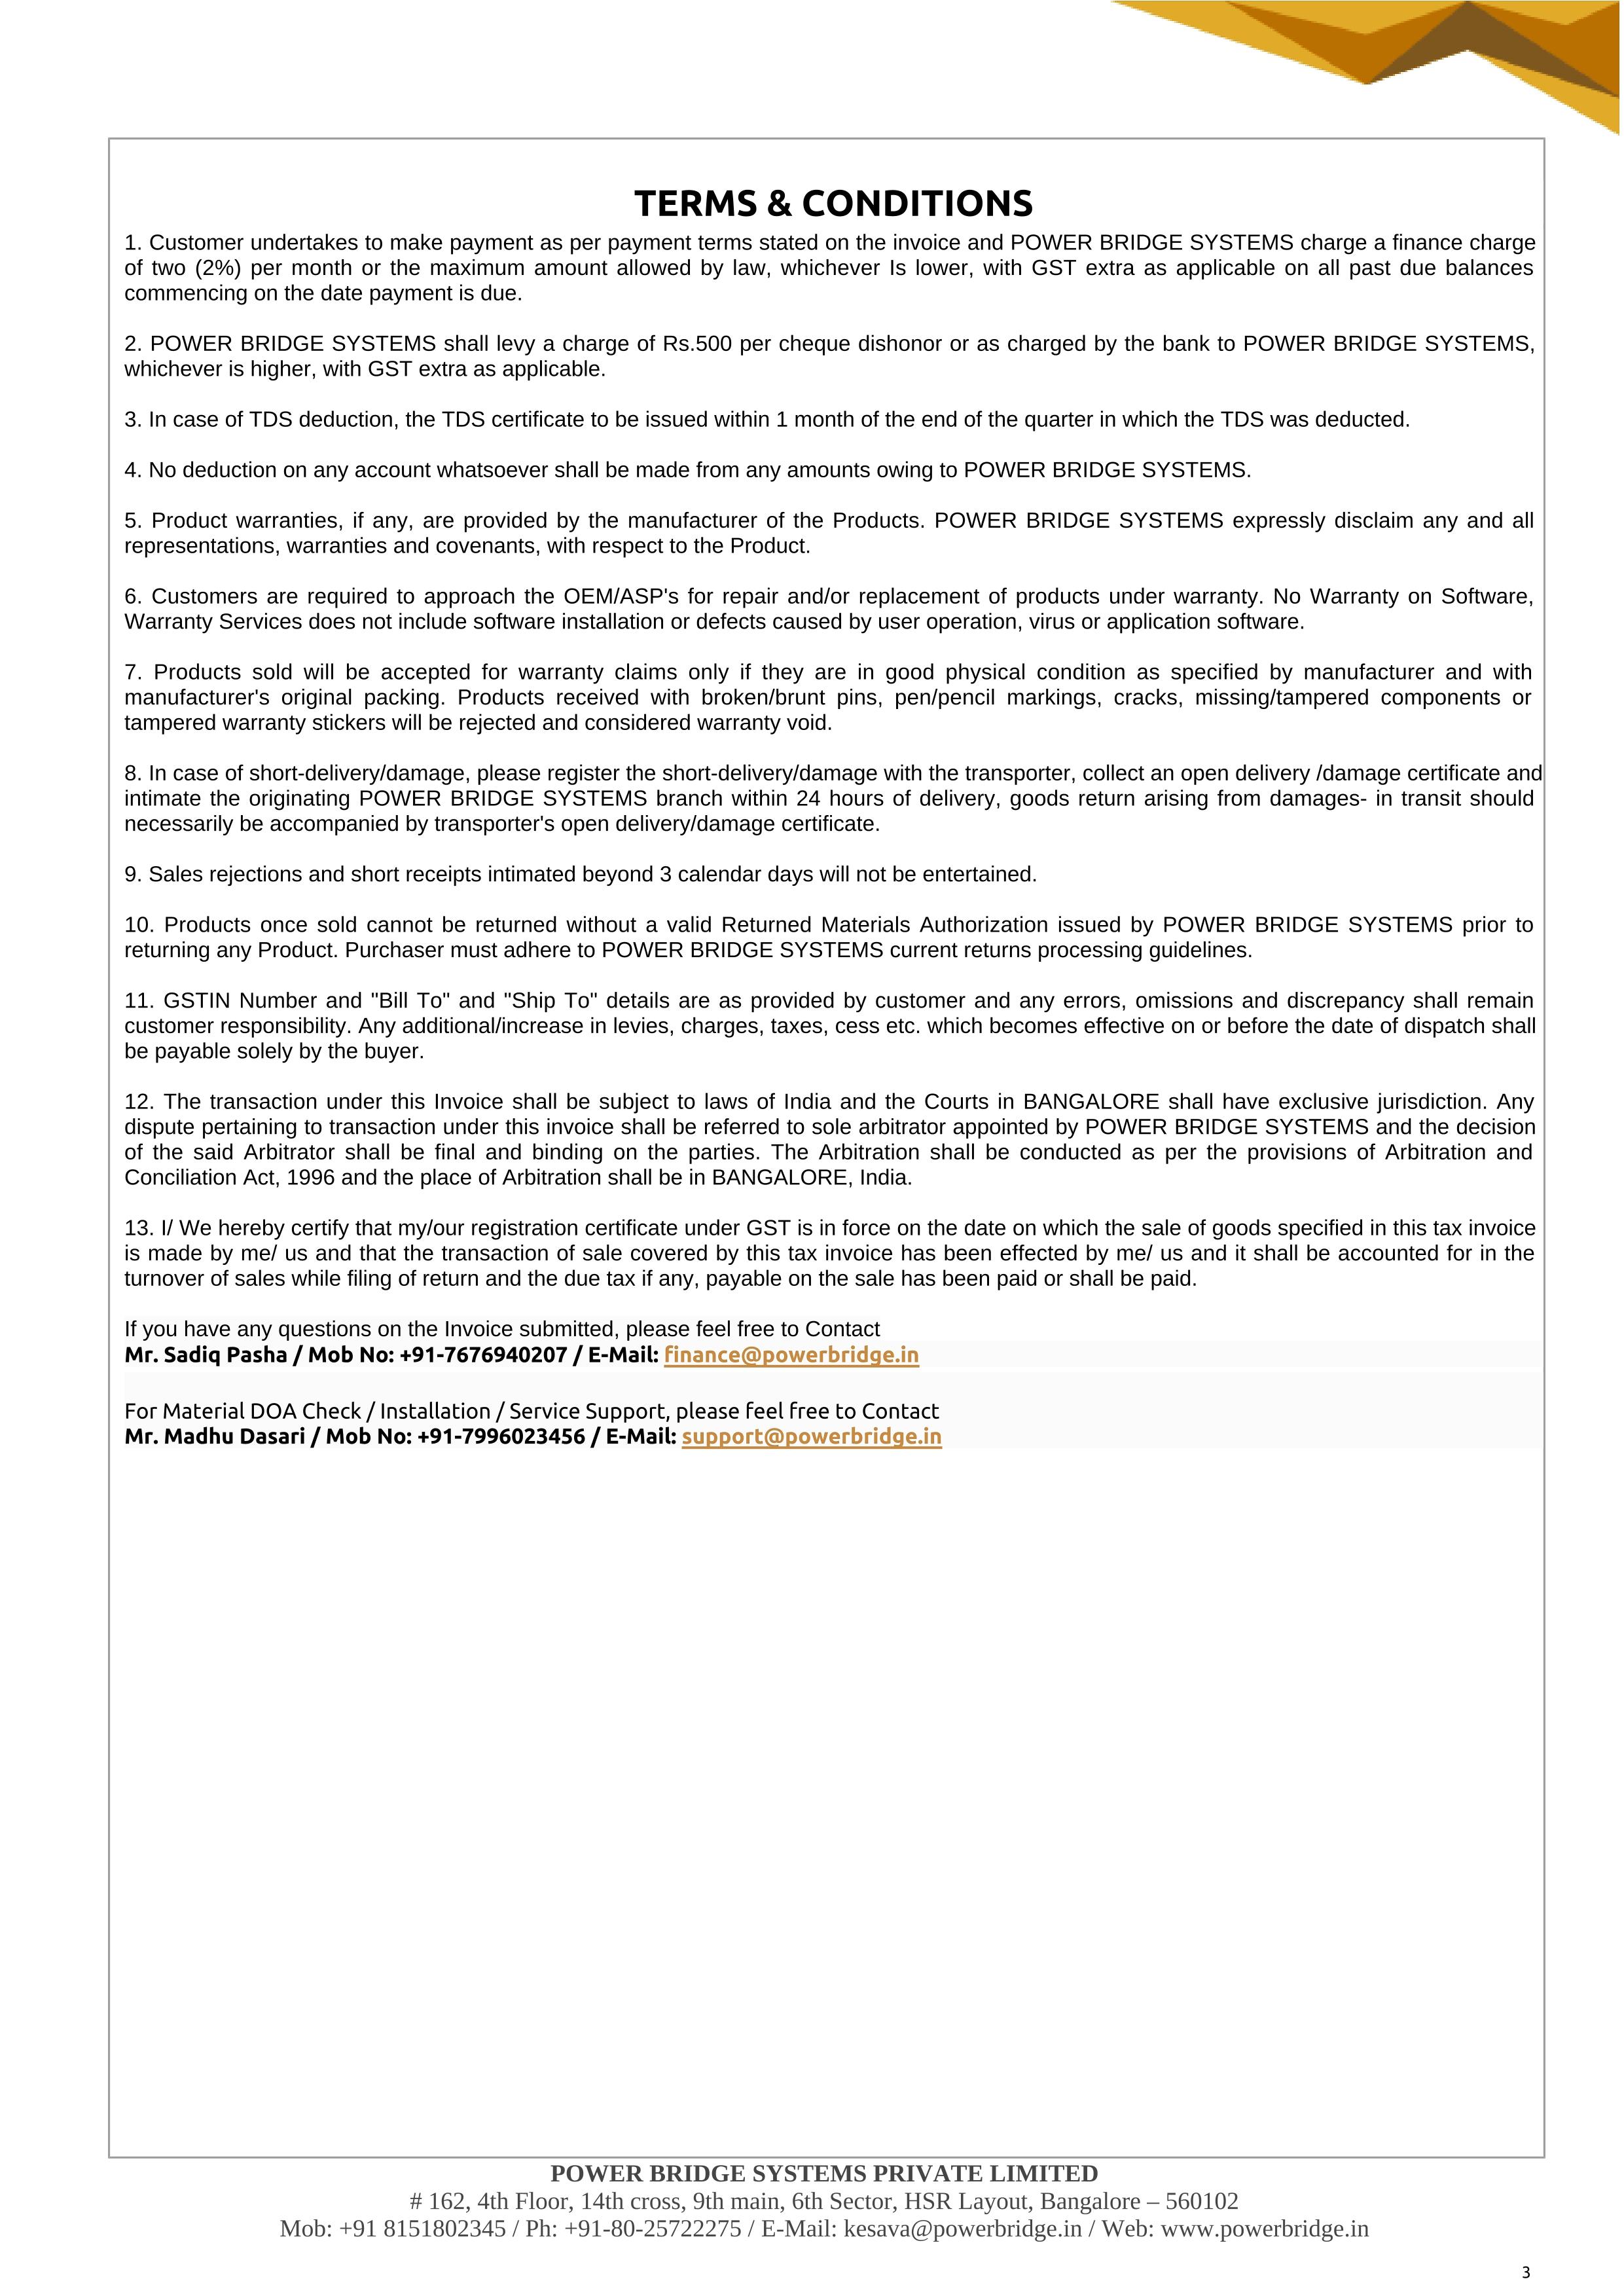 TERMS & CONDITIONS
1. Customer undertakes to make payment as per payment terms stated on the invoice and POWER BRIDGE SYSTEMS charge a finance charge
of two (2%) per month or the maximum amount allowed by law, whichever Is lower, with GST extra as applicable on all past due balances
commencing on the date payment is due.
2. POWER BRIDGE SYSTEMS shall levy a charge of Rs.500 per cheque dishonor or as charged by the bank to POWER BRIDGE SYSTEMS,
whichever is higher, with GST extra as applicable.
3. In case of TDS deduction, the TDS certificate to be issued within 1 month of the end of the quarter in which the TDS was deducted.
4. No deduction on any account whatsoever shall be made from any amounts owing to POWER BRIDGE SYSTEMS.
5. Product warranties, if any, are provided by the manufacturer of the Products. POWER BRIDGE SYSTEMS expressly disclaim any and all
representations, warranties and covenants, with respect to the Product.
6. Customers are required to approach the OEM/ASP's for repair and/or replacement of products under warranty. No Warranty on Software,
Warranty Services does not include software installation or defects caused by user operation, virus or application software.
7. Products sold will be accepted for warranty claims only if they are in good physical condition as specified by manufacturer and with
manufacturer's original packing. Products received with broken/brunt pins, pen/pencil markings, cracks, missing/tampered components or
tampered warranty stickers will be rejected and considered warranty void.
8. In case of short-delivery/damage, please register the short-delivery/damage with the transporter, collect an open delivery /damage certificate and
intimate the originating POWER BRIDGE SYSTEMS branch within 24 hours of delivery, goods return arising from damages- in transit should
necessarily be accompanied by transporter's open delivery/damage certificate.
9. Sales rejections and short receipts intimated beyond 3 calendar days will not be entertained.
10. Products once sold cannot be returned without a valid Returned Materials Authorization issued by POWER BRIDGE SYSTEMS prior to
returning any Product. Purchaser must adhere to POWER BRIDGE SYSTEMS current returns processing guidelines.
11. GSTIN Number and "Bill To" and "Ship To" details are as provided by customer and any errors, omissions and discrepancy shall remain
customer responsibility. Any additional/increase in levies, charges, taxes, cess etc. which becomes effective on or before the date of dispatch shall
be payable solely by the buyer.
12. The transaction under this Invoice shall be subject to laws of India and the Courts in BANGALORE shall have exclusive jurisdiction. Any
dispute pertaining to transaction under this invoice shall be referred to sole arbitrator appointed by POWER BRIDGE SYSTEMS and the decision
of the said Arbitrator shall be final and binding on the parties. The Arbitration shall be conducted as per the provisions of Arbitration and
Conciliation Act, 1996 and the place of Arbitration shall be in BANGALORE, India.
13. I/ We hereby certify that my/our registration certificate under GST is in force on the date on which the sale of goods specified in this tax invoice
is made by me/ us and that the transaction of sale covered by this tax invoice has been effected by me/ us and it shall be accounted for in the
turnover of sales while filing of return and the due tax if any, payable on the sale has been paid or shall be paid.
If you have any questions on the Invoice submitted, please feel free to Contact
Mr. Sadiq Pasha / Mob No: +91-7676940207 / E-Mail: finance@powerbridge.in
For Material DOA Check / Installation / Service Support, please feel free to Contact
Mr. Madhu Dasari / Mob No: +91-7996023456 / E-Mail: support@powerbridge.in
POWER BRIDGE SYSTEMS PRIVATE LIMITED
# 162, 4th Floor, 14th cross, 9th main, 6th Sector, HSR Layout, Bangalore – 560102
Mob: +91 8151802345 / Ph: +91-80-25722275 / E-Mail: kesava@powerbridge.in / Web: www.powerbridge.in
3